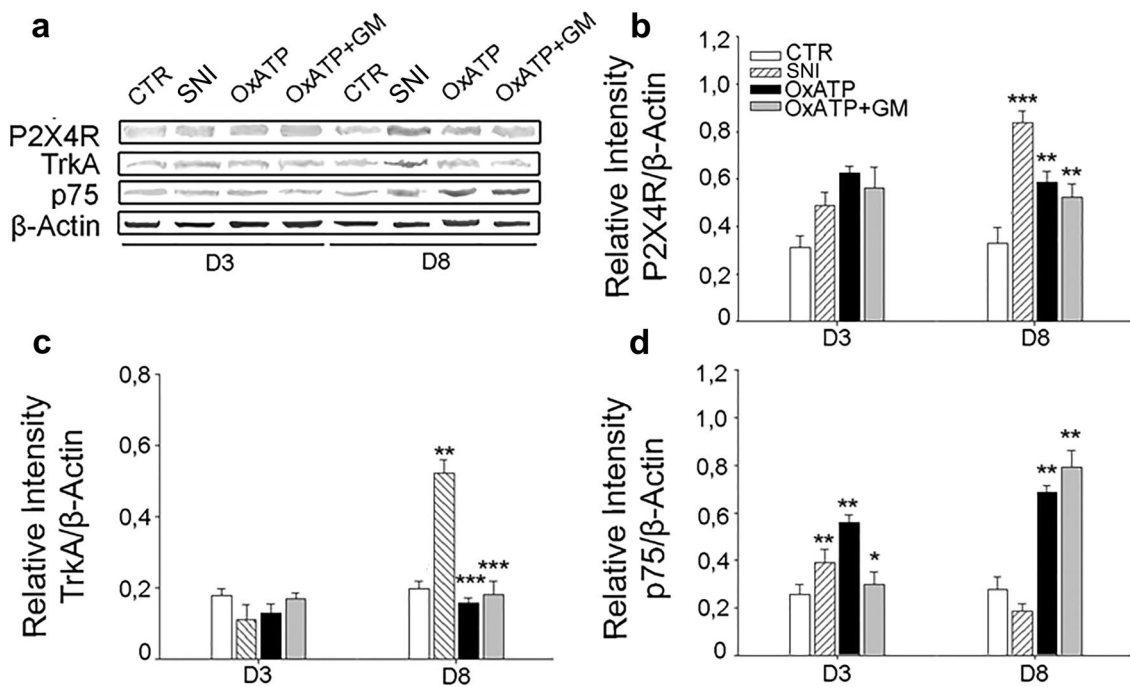 a
CTR SNI OxATP OxATP+GM CTR SNI OxATP OxATP+GM
P2X4R
TrkA
p75
β-Actin
D3 D8
b
Relative Intensity
P2X4R/β-Actin
1,2
1,0
0,8
0,6
0,4
0,2
0
CTR
SNI
OxATP
OxATP+GM
***
**
**
D3 D8
c
Relative Intensity
TrkA/β-Actin
0,8
0,6
0,4
0,2
0
**
***
***
D3 D8
d
Relative Intensity
p75/β-Actin
1,2
1,0
0,8
0,6
0,4
0,2
0
**
**
*
**
**
D3 D8